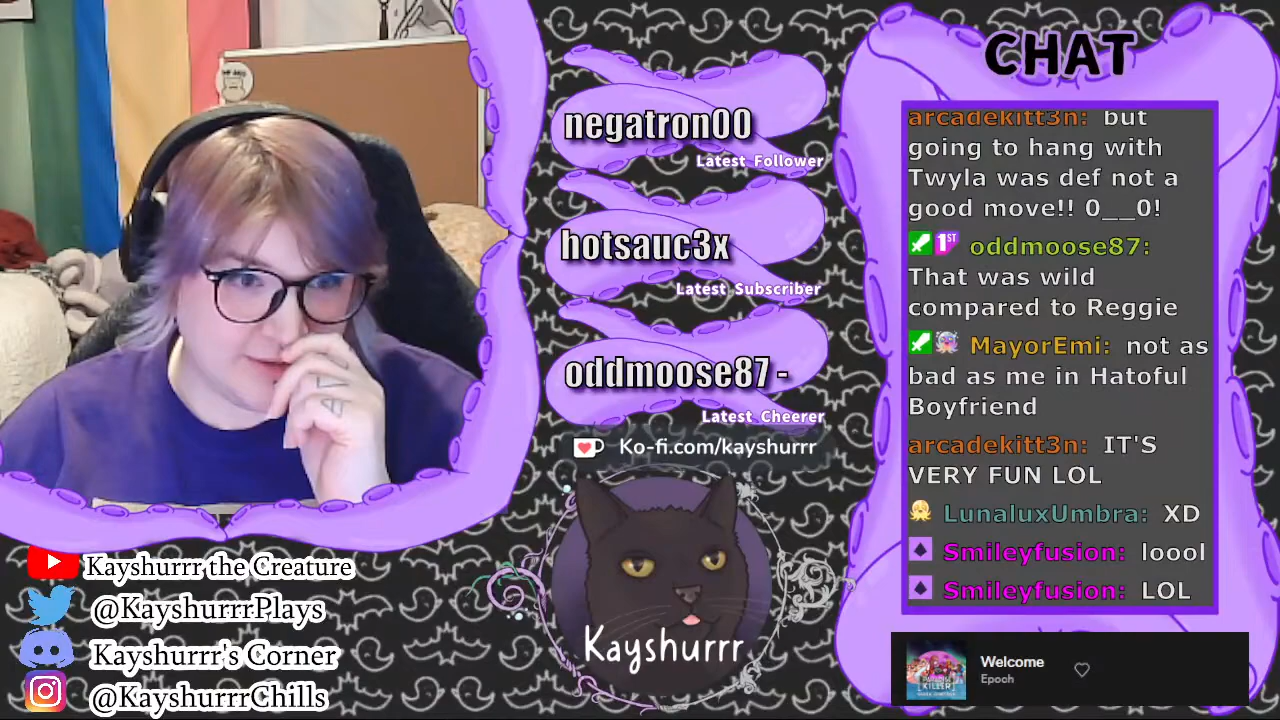 negatron00
Latest Follower
hotsauc3x
Latest Subscriber
oddmoose87 -
Latest Cheerer
Ko-fi.com/kayshurrr
Kayshurrr
Kayshurrr the Creature
@KayshurrrPlays
Kayshurrr's Corner
@KayshurrrChills
CHAT
arcadekitt3n: but
going to hang with
Twyla was def not a
good move!! 0__0!
1ST oddmoose87:
That was wild
compared to Reggie
MayorEmi: not as
bad as me in Hatoful
Boyfriend
arcadekitt3n: IT'S
VERY FUN LOL
LunaluxUmbra: XD
Smileyfusion: loool
Smileyfusion: LOL
PARADISE
KILLER
Welcome
Epoch